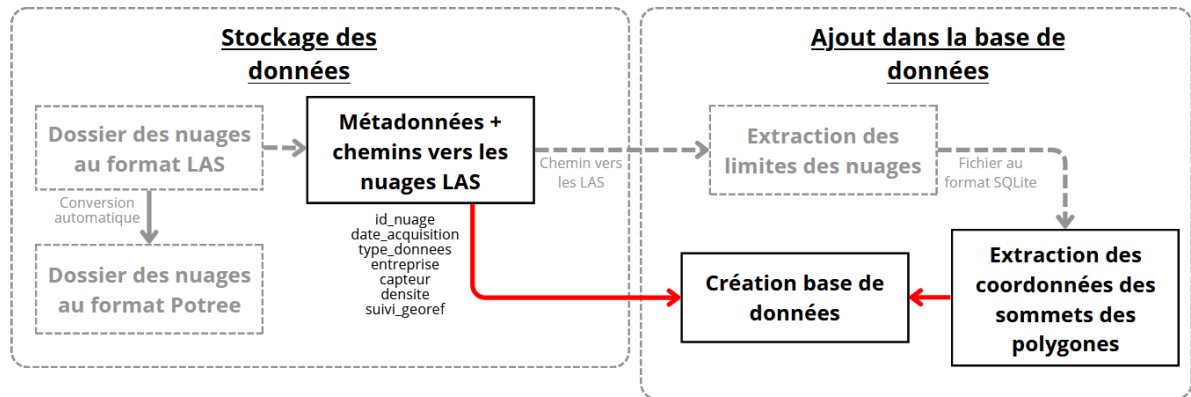 Stockage des
données
Dossier des nuages
au format LAS
Métadonnées +
chemins vers les
nuages LAS
Chemin vers
les LAS
Conversion
automatique
id_nuage
date_acquisition
type_donnees
entreprise
capteur
densite
suivi_georef
Dossier des nuages
au format Potree
Ajout dans la base de
données
Extraction des
limites des nuages
Fichier au
format SQLite
Création base de
données
Extraction des
coordonnées des
sommets des
polygones